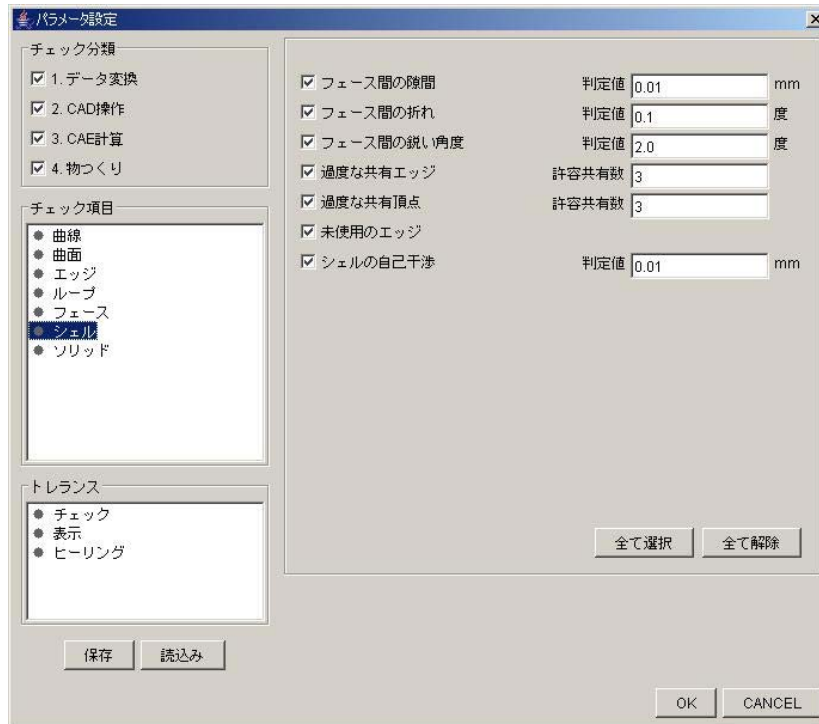 パラメータ設定
チェック分類
1. データ変換
2. CAD操作
3. CAE計算
4. 物つくり
チェック項目
曲線
曲面
エッジ
ループ
フェース
シェル
ソリッド
トレランス
チェック
表示
ヒーリング
保存 読込み
フェース間の隙間 判定値 0.01 mm
フェース間の折れ 判定値 0.1 度
フェース間の鋭い角度 判定値 2.0 度
過度な共有エッジ 許容共有数 3
過度な共有頂点 許容共有数 3
未使用のエッジ
シェルの自己干渉 判定値 0.01 mm
全て選択 全て解除
OK CANCEL